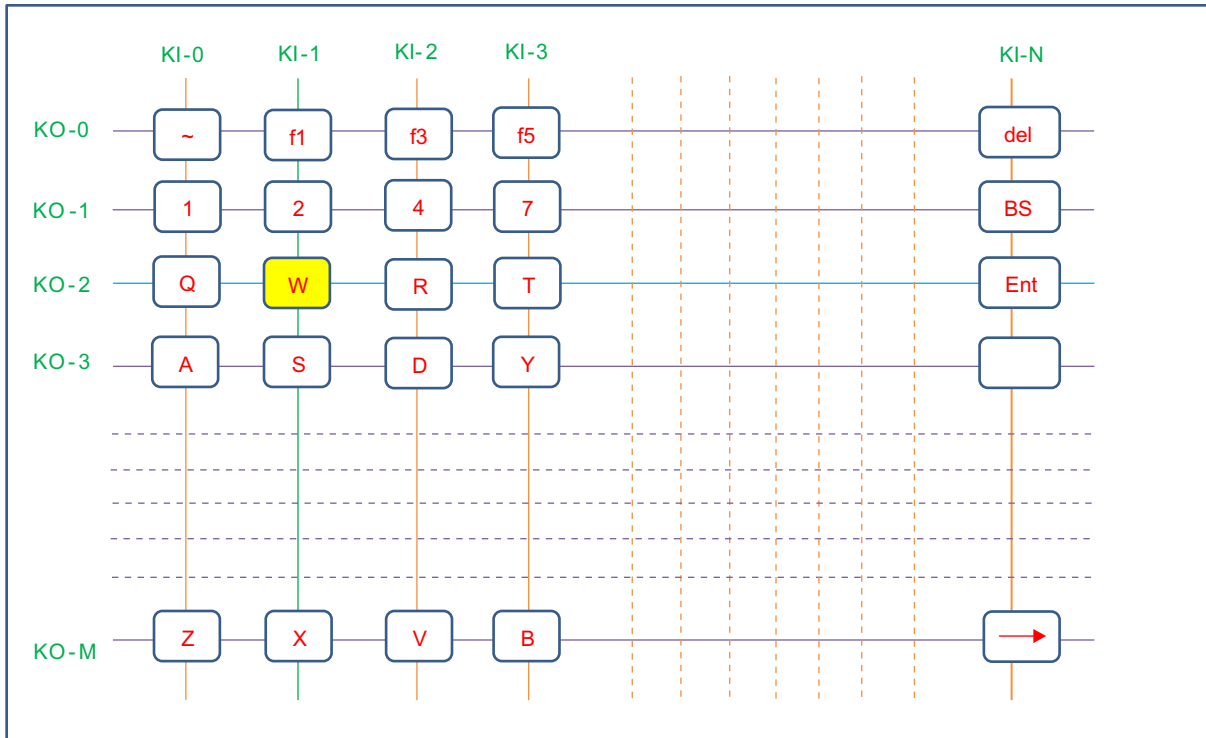 KI-0 KI-1 KI-2 KI-3 KI-N
KO-0 ~ f1 f3 f5 del
KO-1 1 2 4 7 BS
KO-2 Q W R T Ent
KO-3 A S D Y
KO-M Z X V B →